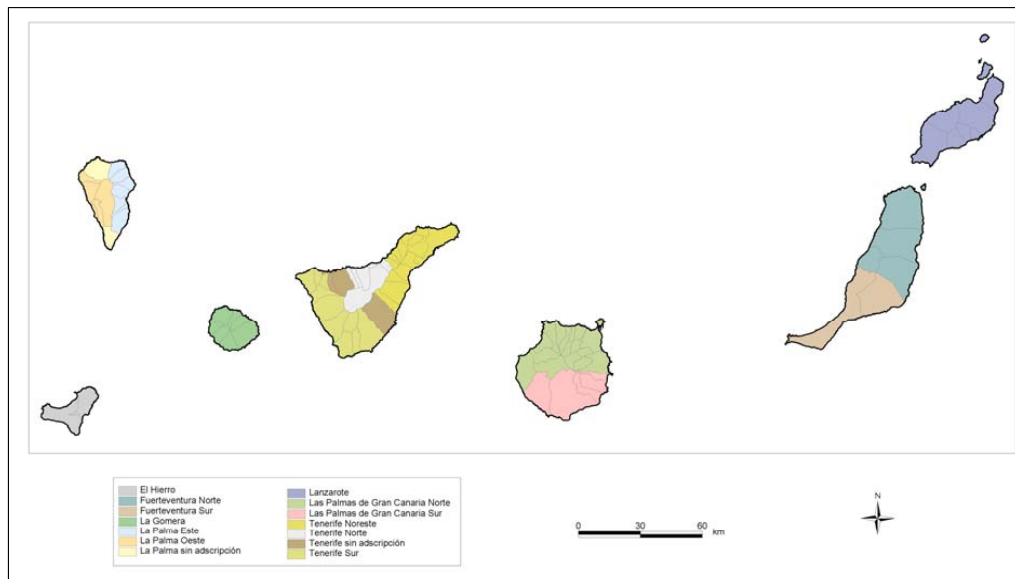 El Hierro
Fuerteventura Norte
Fuerteventura Sur
La Gomera
La Palma Este
La Palma Oeste
La Palma sin adscripción
Lanzarote
Las Palmas de Gran Canaria Norte
Las Palmas de Gran Canaria Sur
Tenerife Noreste
Tenerife Norte
Tenerife sin adscripción
Tenerife Sur
0 30 60
km
N